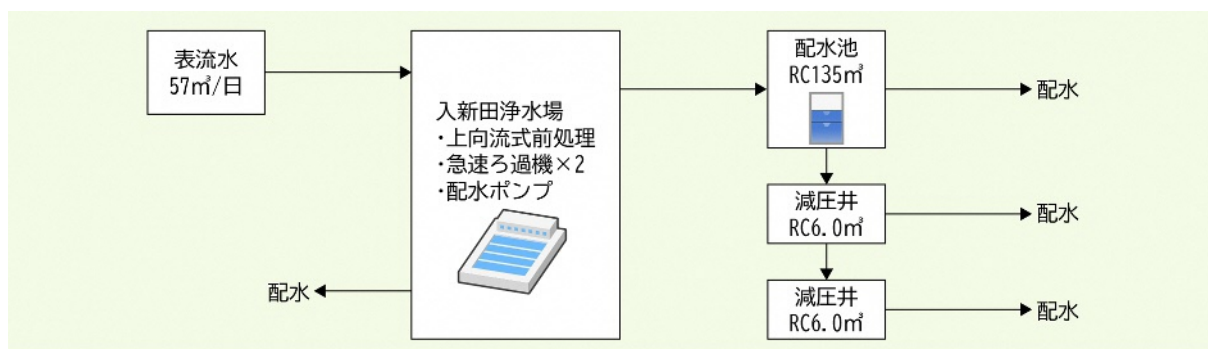 表流水
57㎥/日
入新田浄水場
・上向流式前処理
・急速ろ過機×2
・配水ポンプ
配水
配水池
RC135㎥
配水
減圧井
RC6.0㎥
配水
減圧井
RC6.0㎥
配水